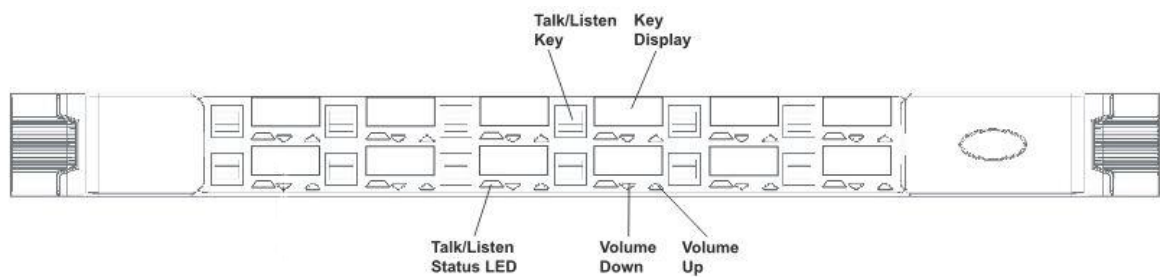 Talk/Listen
Key
Key
Display
Talk/Listen
Status LED
Volume
Down
Volume
Up